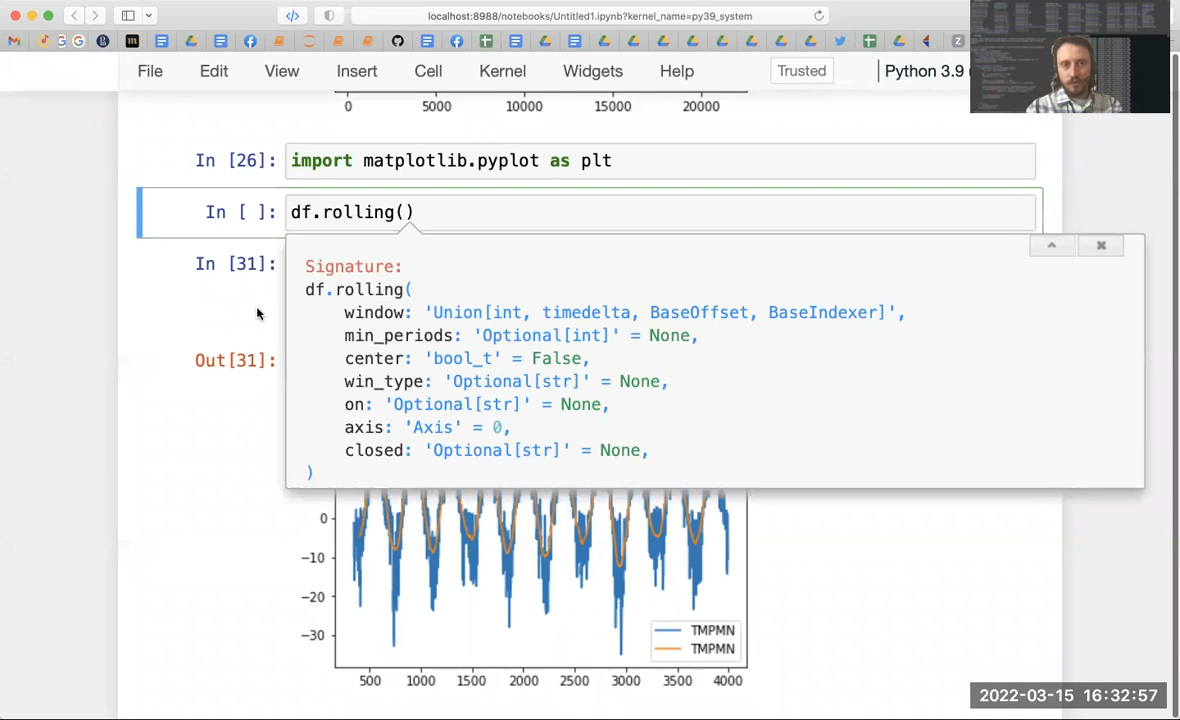 localhost:8988/notebooks/Untitled1.ipynb?kernel_name=py39_system
File Edit View Insert Cell Kernel Widgets Help Trusted Python 3.9
0 5000 10000 15000 20000
In [26]: import matplotlib.pyplot as plt
In [ ]: df.rolling()
In [31]:
Signature:
df.rolling(
window: 'Union[int, timedelta, BaseOffset, BaseIndexer]',
min_periods: 'Optional[int]' = None,
center: 'bool_t' = False,
Out[31]:
win_type: 'Optional[str]' = None,
on: 'Optional[str]' = None,
axis: 'Axis' = 0,
closed: 'Optional[str]' = None,
)
0
−10
−20
−30
TMPMN
TMPMN
500 1000 1500 2000 2500 3000 3500 4000
2022-03-15 16:32:57